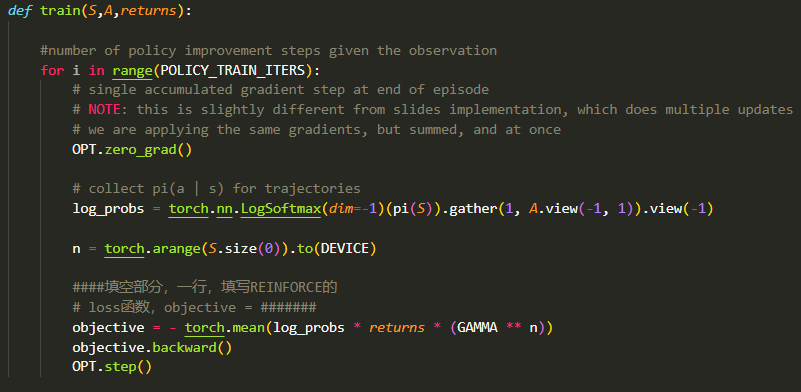 def train(S,A,returns):
#number of policy improvement steps given the observation
for i in range(POLICY_TRAIN_ITERS):
# single accumulated gradient step at end of episode
# NOTE: this is slightly different from slides implementation, which does multiple updates
# we are applying the same gradients, but summed, and at once
OPT.zero_grad()
# collect pi(a | s) for trajectories
log_probs = torch.nn.LogSoftmax(dim=-1)(pi(S)).gather(1, A.view(-1, 1)).view(-1)
n = torch.arange(S.size(0)).to(DEVICE)
####填空部分，一行，填写REINFORCE的
# loss函数，objective = #######
objective = - torch.mean(log_probs * returns * (GAMMA ** n))
objective.backward()
OPT.step()